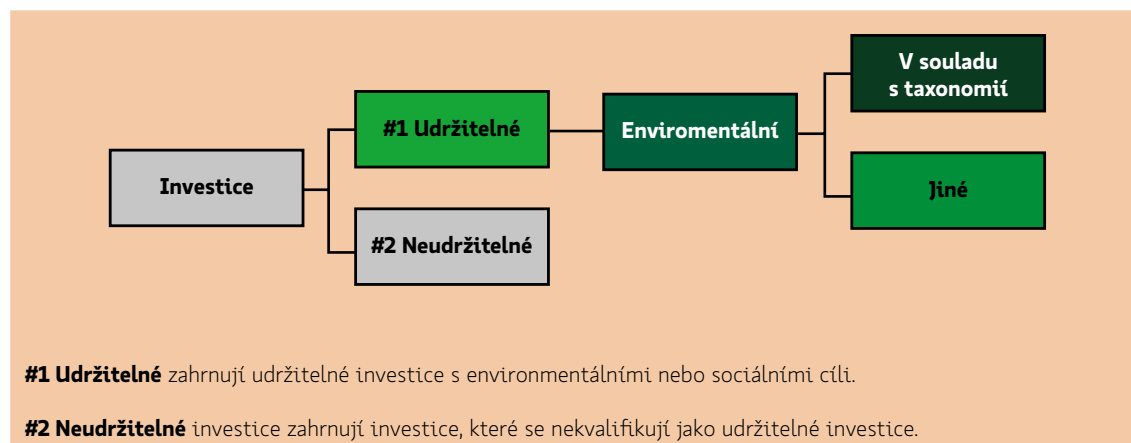 V souladu
s taxonomií
#1 Udržitelné
Enviromentální
Investice
Jiné
#2 Neudržitelné
#1 Udržitelné zahrnují udržitelné investice s environmentálními nebo sociálními cíli.
#2 Neudržitelné investice zahrnují investice, které se nekvalifikují jako udržitelné investice.